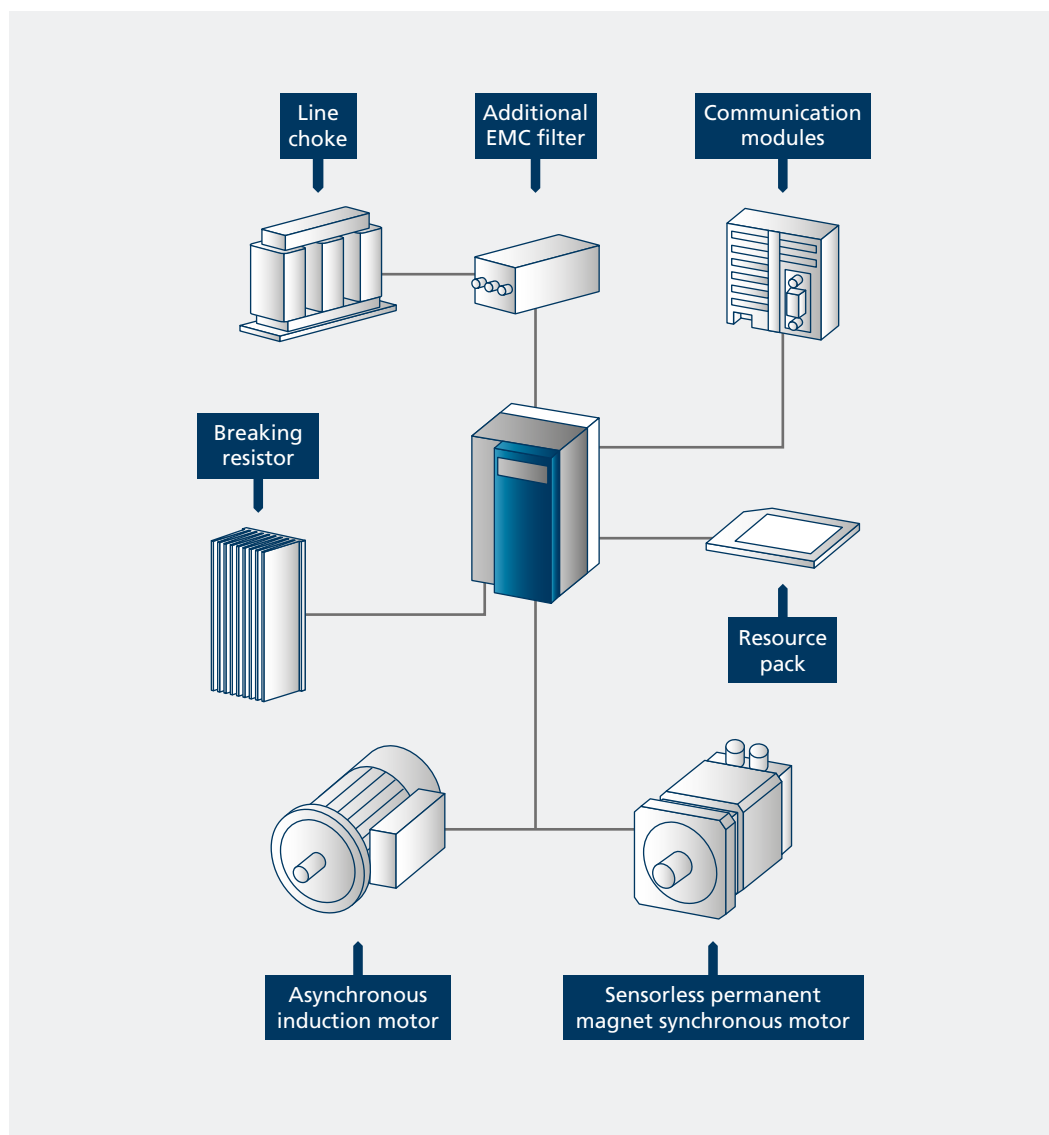 Line
choke
Additional
EMC filter
Communication
modules
Breaking
resistor
Resource
pack
Asynchronous
induction motor
Sensorless permanent
magnet synchronous motor